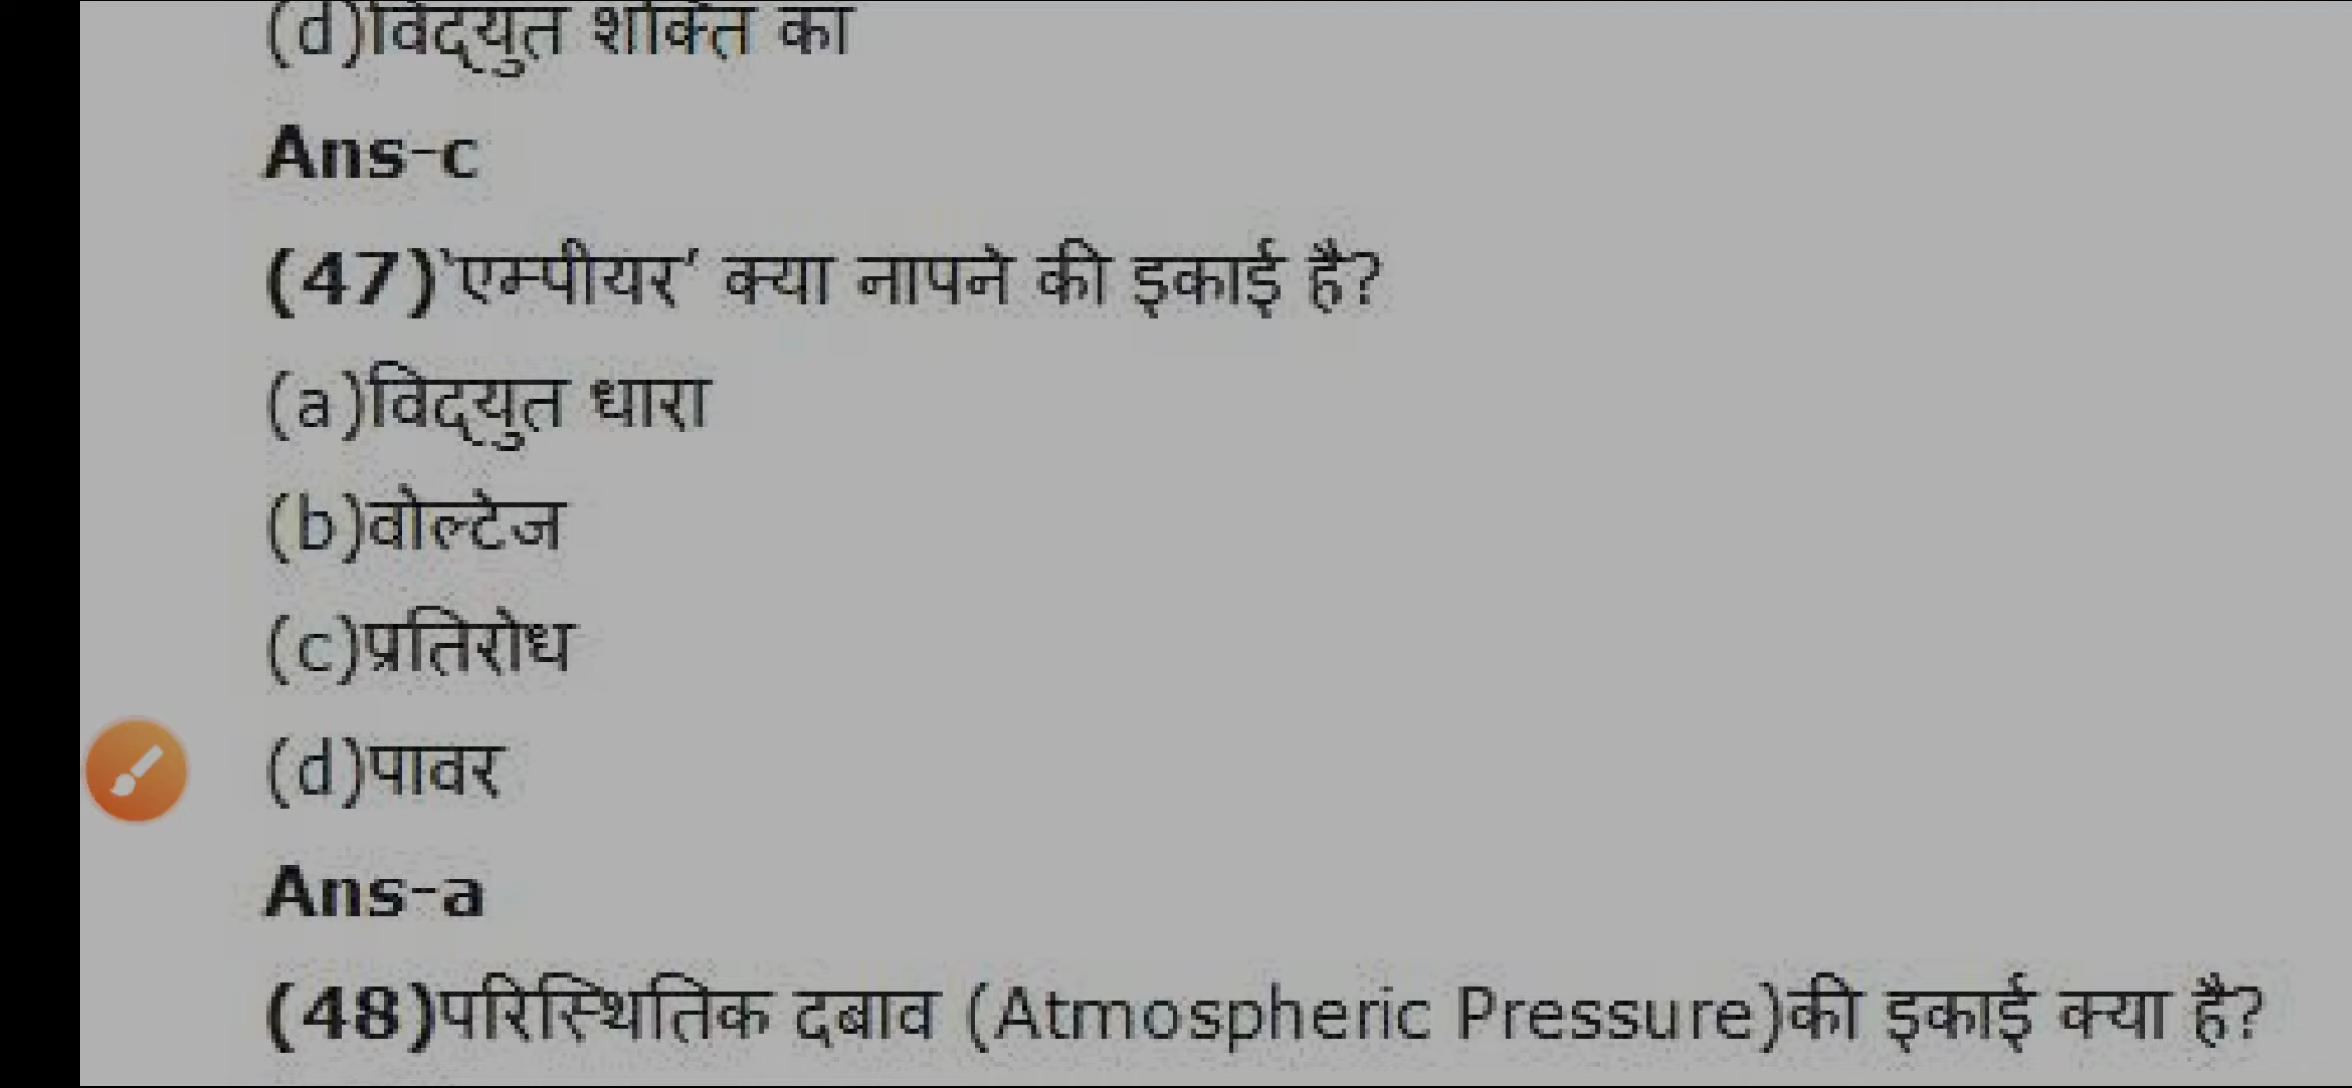 (d)विद्युत शक्ति का
Ans-c
(47)`एम्पीयर' क्या नापने की इकाई है?
(a)विद्युत धारा
(b)वोल्टेज
(c)प्रतिरोध
(d)पावर
Ans-a
(48)परिस्थितिक दबाव (Atmospheric Pressure)की इकाई क्या है?